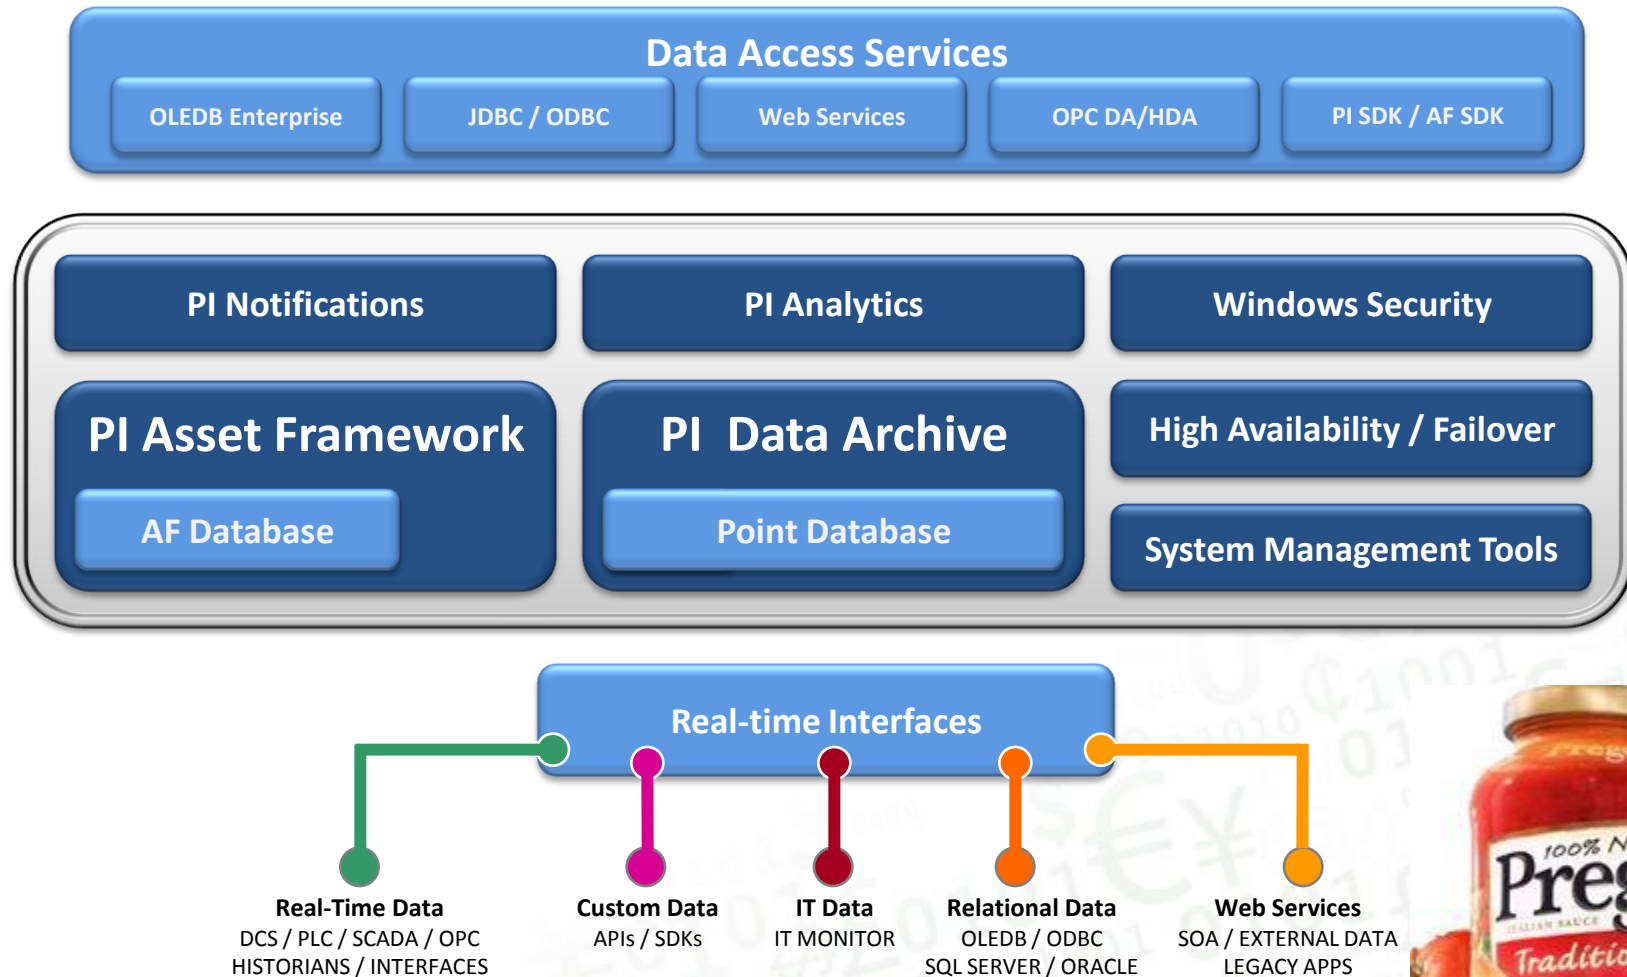 Data Access Services
OLEDB Enterprise
JDBC / ODBC
Web Services
OPC DA/HDA
PI SDK / AF SDK
PI Notifications
PI Analytics
Windows Security
PI Asset Framework
PI Data Archive
High Availability / Failover
AF Database
Point Database
System Management Tools
Real-time Interfaces
Real-Time Data
DCS / PLC / SCADA / OPC
HISTORIANS / INTERFACES
Custom Data
APIs / SDKs
IT Data
IT MONITOR
Relational Data
OLEDB / ODBC
SQL SERVER / ORACLE
Web Services
SOA / EXTERNAL DATA
LEGACY APPS
100% N
Preg
ITALIAN SAUCE
Traditio